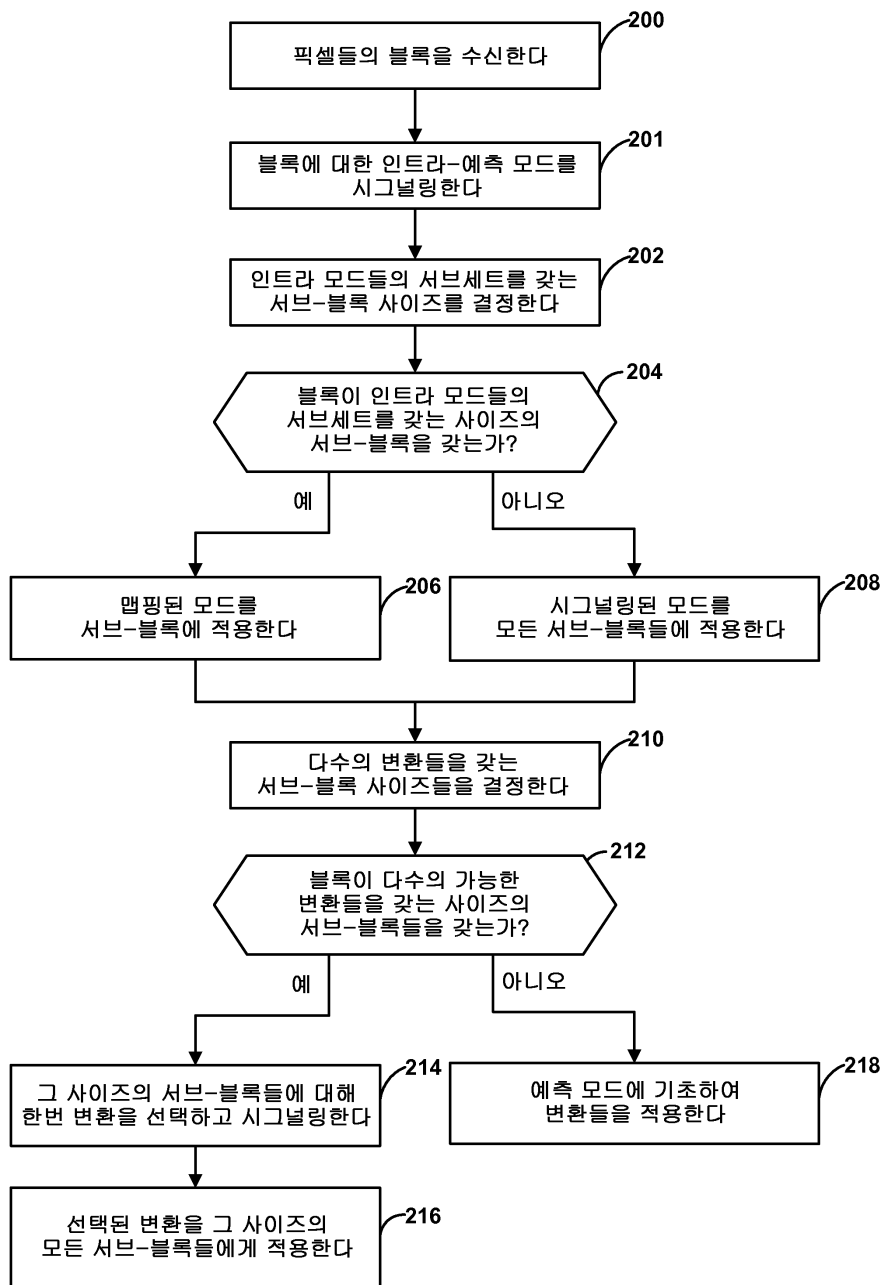 200
픽셀들의 블록을 수신한다
201
블록에 대한 인트라-예측 모드를
시그널링한다
202
인트라 모드들의 서브세트를 갖는
서브-블록 사이즈를 결정한다
204
블록이 인트라 모드들의
서브세트를 갖는 사이즈의
서브-블록을 갖는가?
예
아니오
맵핑된 모드를
서브-블록에 적용한다
206
시그널링된 모드를
모든 서브-블록들에 적용한다
208
210
다수의 변환들을 갖는
서브-블록 사이즈들을 결정한다
212
블록이 다수의 가능한
변환들을 갖는 사이즈의
서브-블록들을 갖는가?
예
아니오
그 사이즈의 서브-블록들에 대해
한번 변환을 선택하고 시그널링한다
214
예측 모드에 기초하여
변환들을 적용한다
218
선택된 변환을 그 사이즈의
모든 서브-블록들에게 적용한다
216